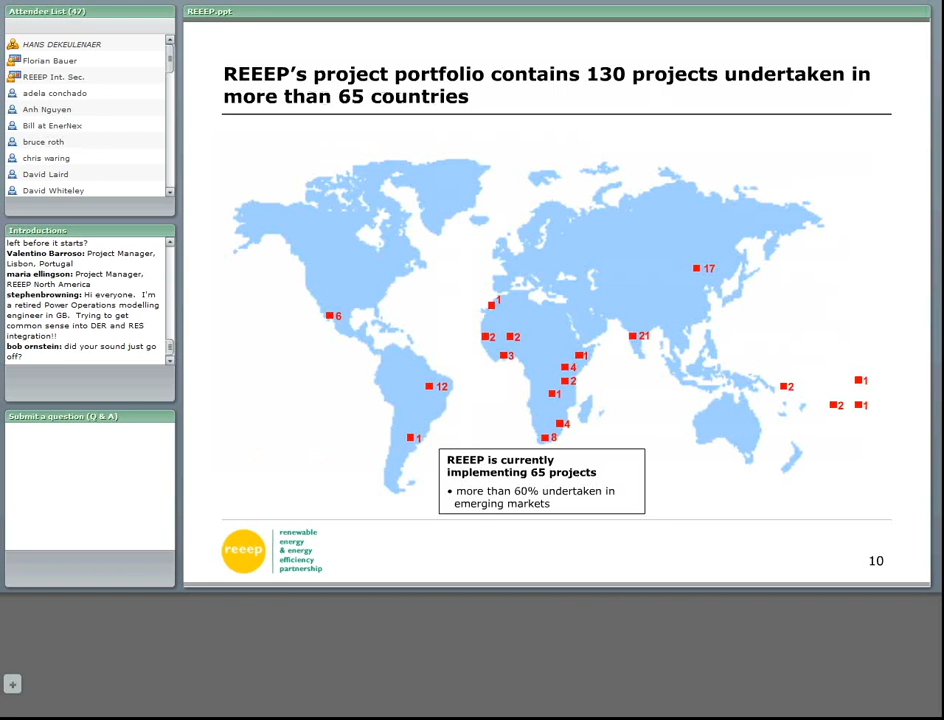 Attendee List (47)
HANS DEKEULENAER
Florian Bauer
REEEP Int. Sec.
adela conchado
Anh Nguyen
Bill at EnerNex
bruce roth
chris waring
David Laird
David Whiteley
Introductions
left before it starts?
Valentino Barroso: Project Manager,
Lisbon, Portugal
maria ellingson: Project Manager,
REEEP North America
stephenbrowning: Hi everyone. I'm
a retired Power Operations modelling
engineer in GB. Trying to get
common sense into DER and RES
integration!!
bob ornstein: did your sound just go
off?
Submit a question (Q & A)
REEEP.ppt
REEEP's project portfolio contains 130 projects undertaken in
more than 65 countries
17
1
6
2
2
21
3
1
4
2
1
12
2
1
2
1
4
1
8
REEEP is currently
implementing 65 projects
• more than 60% undertaken in
emerging markets
reeep
renewable
energy
& energy
efficiency
partnership
10